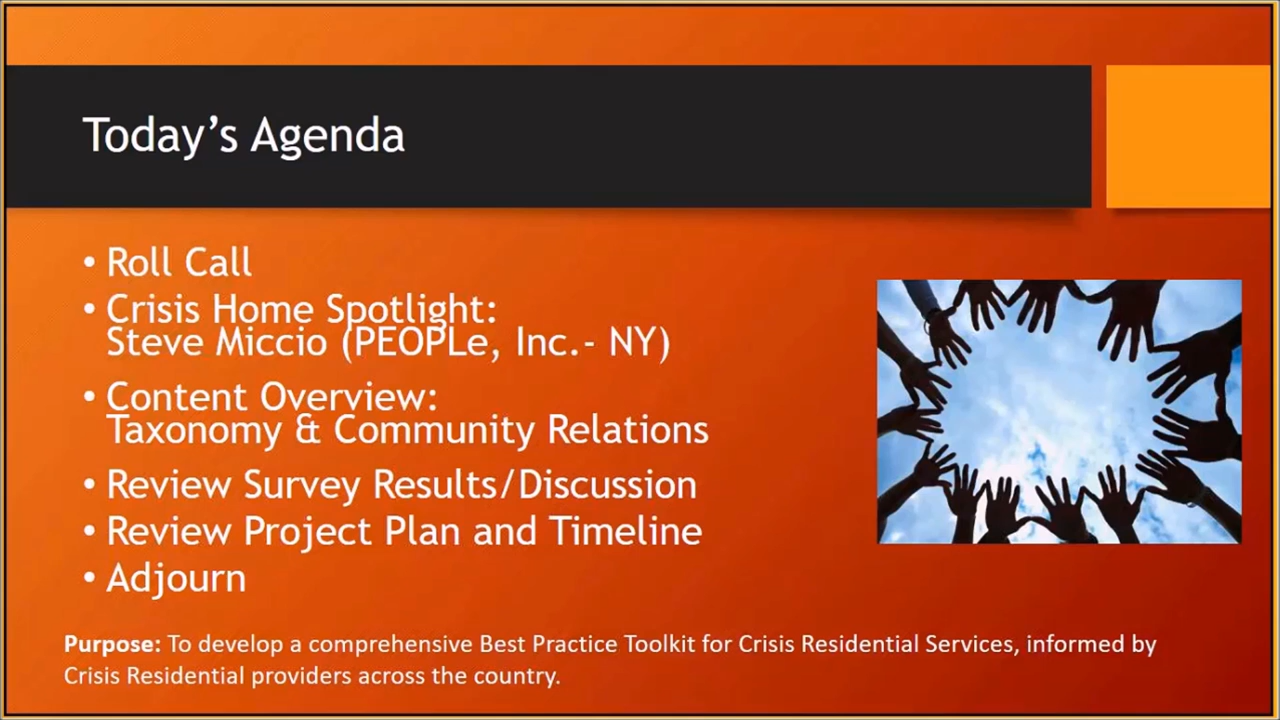 Today’s Agenda
• Roll Call
• Crisis Home Spotlight:
Steve Miccio (PEOPLe, Inc.- NY)
• Content Overview:
Taxonomy & Community Relations
• Review Survey Results/Discussion
• Review Project Plan and Timeline
• Adjourn
Purpose: To develop a comprehensive Best Practice Toolkit for Crisis Residential Services, informed by
Crisis Residential providers across the country.